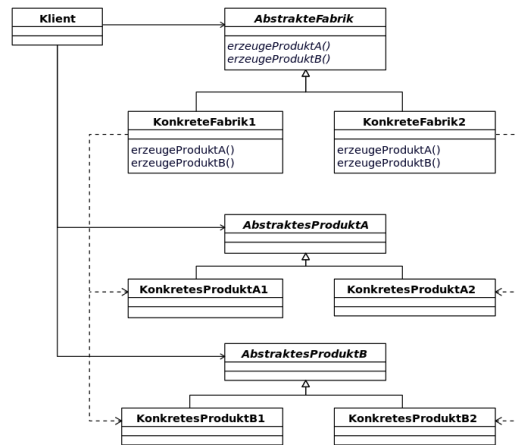 Klient
AbstrakteFabrik
erzeugeProduktA()
erzeugeProduktB()
KonkreteFabrik1
erzeugeProduktA()
erzeugeProduktB()
KonkreteFabrik2
erzeugeProduktA()
erzeugeProduktB()
AbstraktesProduktA
KonkretesProduktA1
KonkretesProduktA2
AbstraktesProduktB
KonkretesProduktB1
KonkretesProduktB2